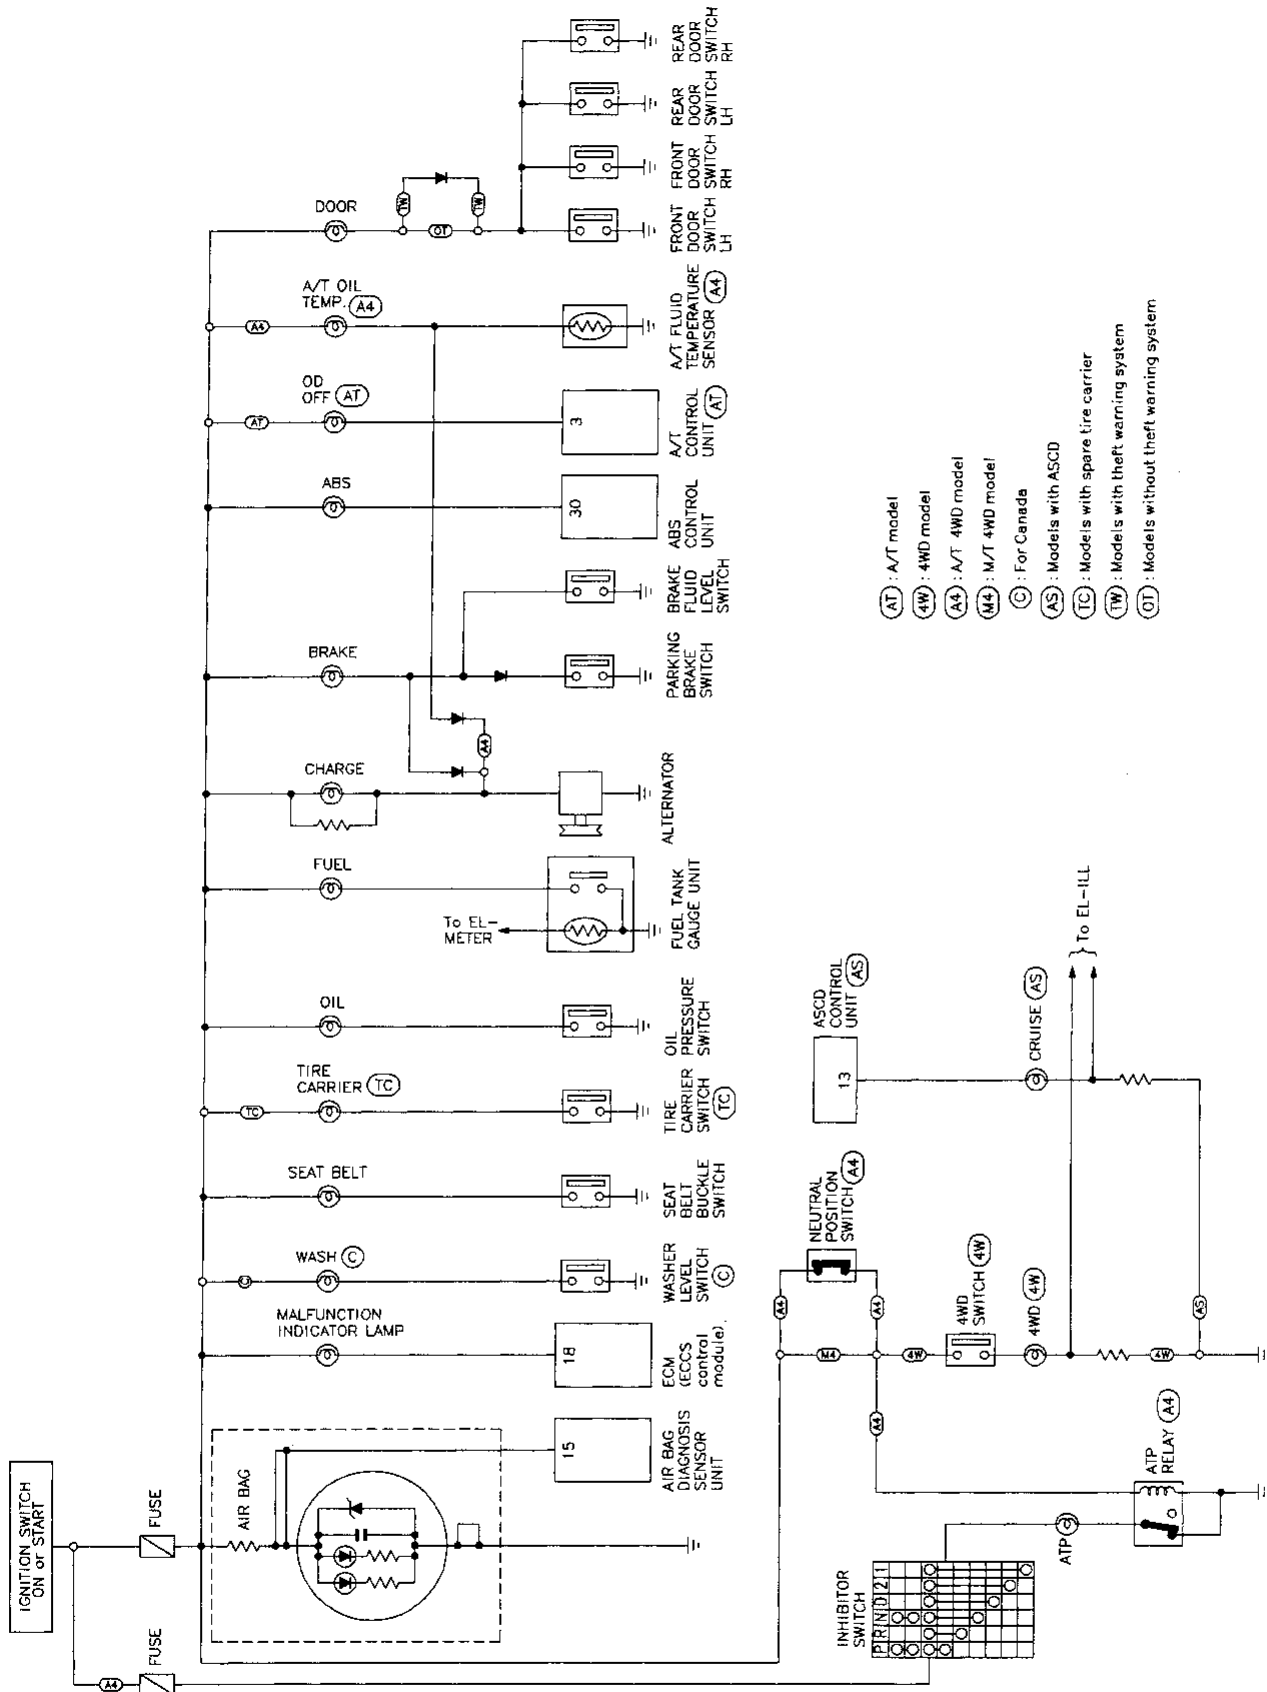 IGNITION SWITCH
ON or START
FUSE
A4
FUSE
AIR BAG
15
AIR BAG
DIAGNOSIS
SENSOR
UNIT
MALFUNCTION
INDICATOR LAMP
18
ECM
(ECCS
control
module)
WASH C
C
WASHER
LEVEL
SWITCH
C
SEAT BELT
SEAT
BELT
BUCKLE
SWITCH
TIRE
CARRIER TC
TC
TIRE
CARRIER
SWITCH
TC
OIL
OIL
PRESSURE
SWITCH
FUEL
To EL-
METER
FUEL TANK
GAUGE UNIT
CHARGE
ALTERNATOR
A4
BRAKE
PARKING
BRAKE
SWITCH
BRAKE
FLUID
LEVEL
SWITCH
ABS
30
ABS
CONTROL
UNIT
OD
OFF AT
AT
3
A/T
CONTROL
UNIT AT
A/T OIL
TEMP. A4
A4
A/T FLUID
TEMPERATURE
SENSOR A4
DOOR
TW
OT
TW
FRONT
DOOR
SWITCH
LH
FRONT
DOOR
SWITCH
RH
REAR
DOOR
SWITCH
LH
REAR
DOOR
SWITCH
RH
INHIBITOR
SWITCH
P R N D 2 1
ATP
ATP
RELAY A4
A4
M4
A4
A4
NEUTRAL
POSITION
SWITCH A4
4W
4WD
SWITCH 4W
4WD 4W
4W
AS
13
ASCD
CONTROL
UNIT AS
CRUISE AS
To EL-ILL
AT : A/T model
4W : 4WD model
A4 : A/T 4WD model
M4 : M/T 4WD model
C : For Canada
AS : Models with ASCD
TC : Models with spare tire carrier
TW : Models with theft warning system
OT : Models without theft warning system